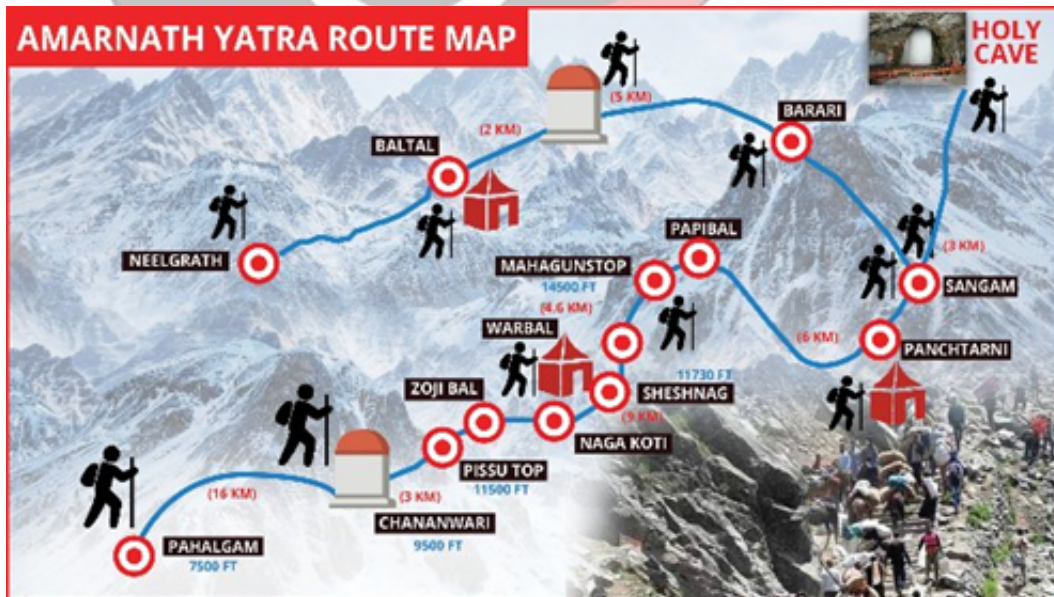 AMARNATH YATRA ROUTE MAP
HOLY
CAVE
(5 KM)
BARARI
(2 KM)
BALTAL
NEELGRATH
PAPIBAL
MAHAGUNSTOP
14500 FT
(3 KM)
SANGAM
(4.6 KM)
WARBAL
(6 KM)
PANCHTARNI
11730 FT
ZOJI BAL
SHESHNAG
(9 KM)
NAGA KOTI
PISSU TOP
11500 FT
(16 KM)
(3 KM)
CHANANWARI
9500 FT
PAHALGAM
7500 FT